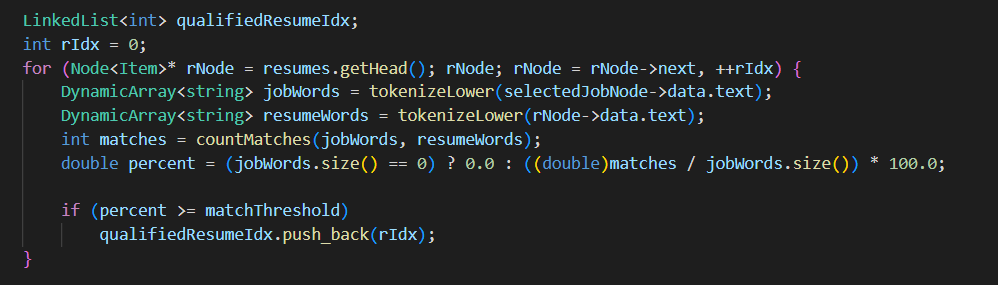 LinkedList<int> qualifiedResumeIdx;
int rIdx = 0;
for (Node<Item>* rNode = resumes.getHead(); rNode; rNode = rNode->next, ++rIdx) {
    DynamicArray<string> jobWords = tokenizeLower(selectedJobNode->data.text);
    DynamicArray<string> resumeWords = tokenizeLower(rNode->data.text);
    int matches = countMatches(jobWords, resumeWords);
    double percent = (jobWords.size() == 0) ? 0.0 : ((double)matches / jobWords.size()) * 100.0;

    if (percent >= matchThreshold)
        qualifiedResumeIdx.push_back(rIdx);
}